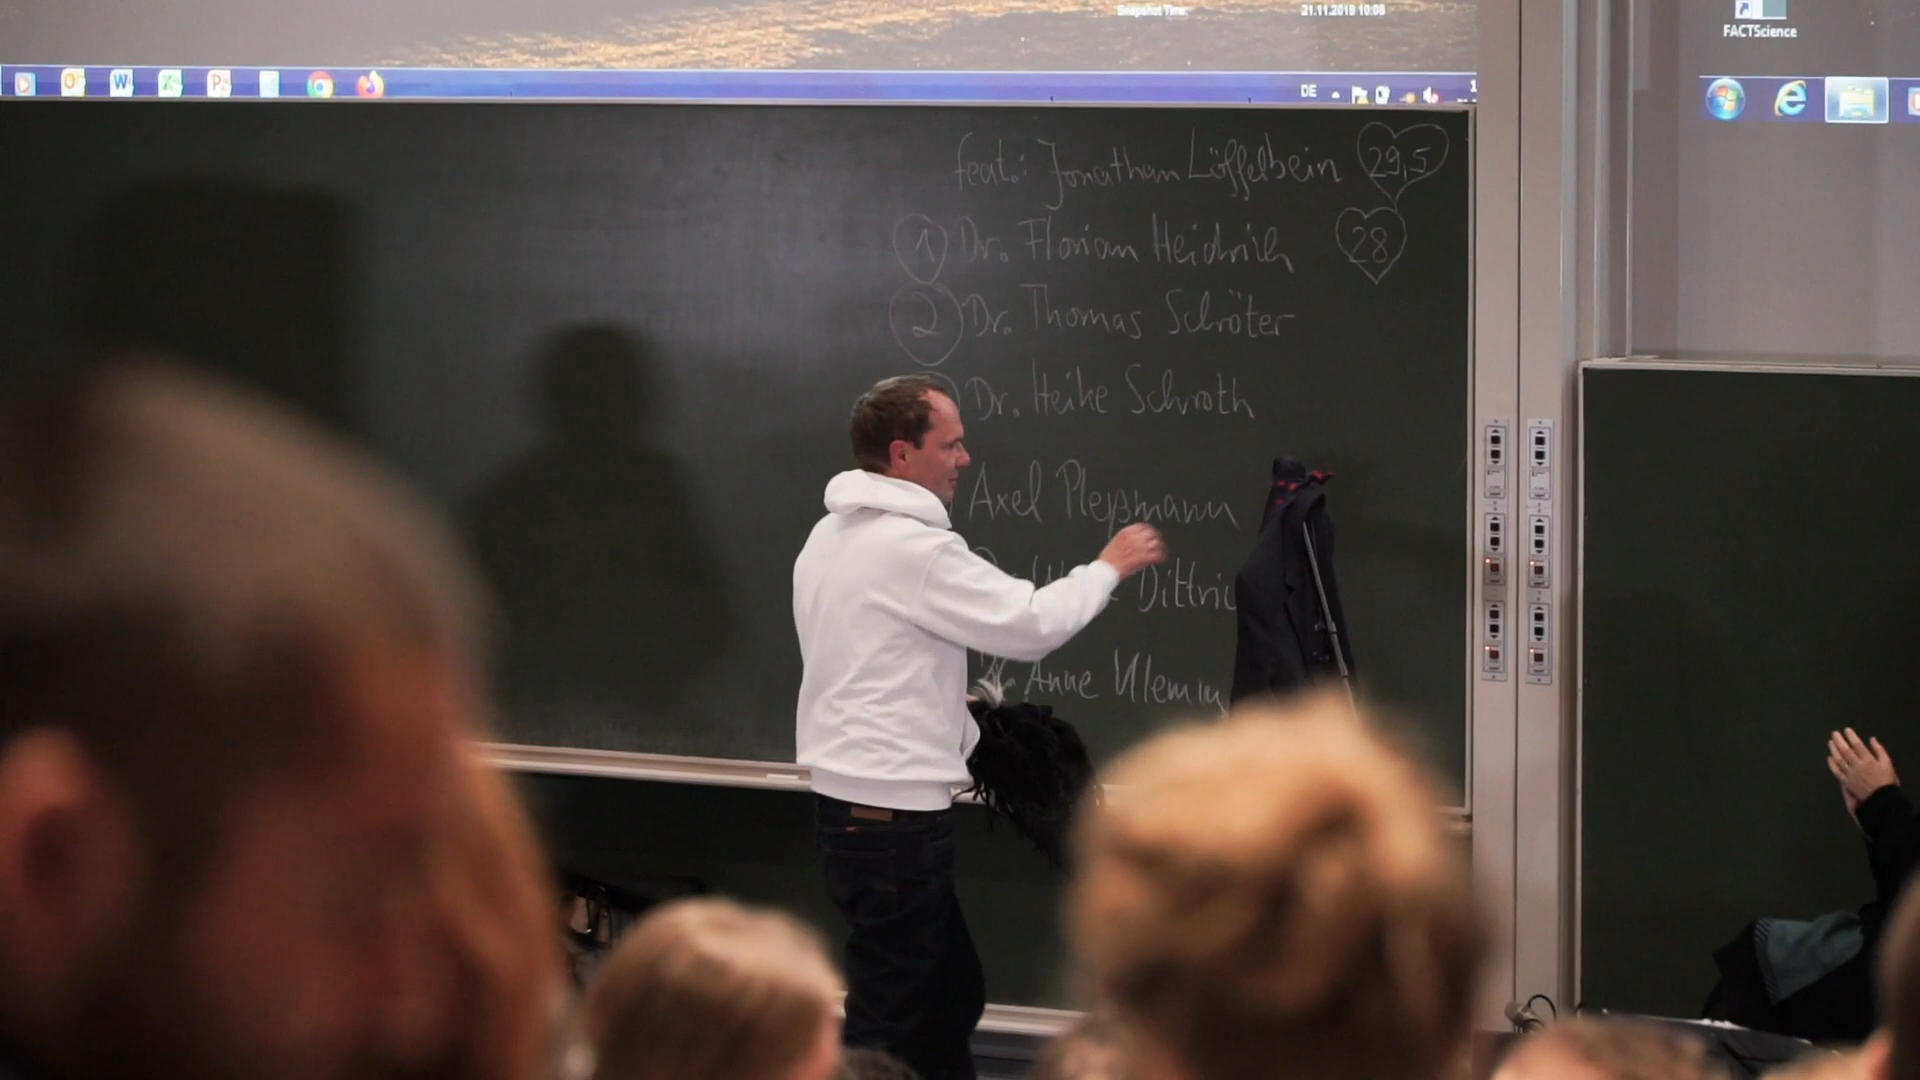 Snapshot Time: 21.11.2019 10:08
FACTScience
DE
feat.: Jonathan Löffelbein 29,5
1 Dr. Florian Heidrich 28
2 Dr. Thomas Schröter
Dr. Heike Schroth
Axel Pleßmann
Dittric
Anne Klemm